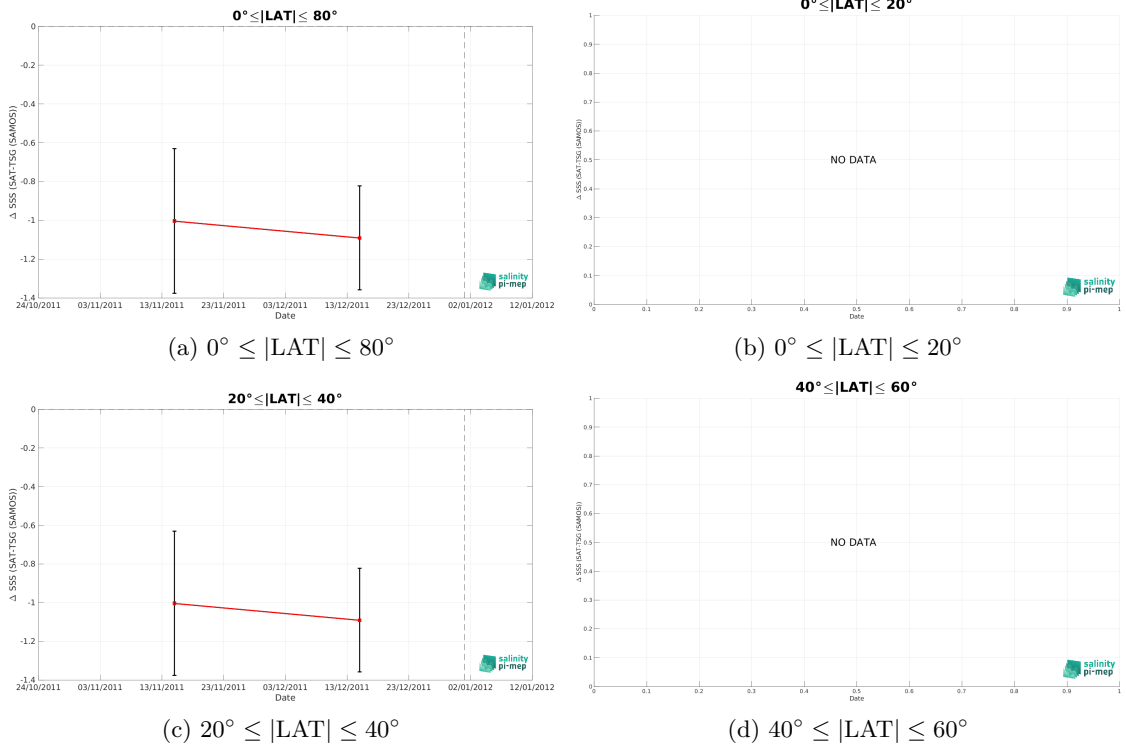 0°≤|LAT|≤ 80°
0
-0.2
-0.4
-0.6
-0.8
-1
-1.2
-1.4
Δ SSS (SAT-TSG (SAMOS))
24/10/2011 03/11/2011 13/11/2011 23/11/2011 03/12/2011 13/12/2011 23/12/2011 02/01/2012 12/01/2012
Date
salinity
pi-mep
(a) 0° ≤ |LAT| ≤ 80°
0°≤|LAT|≤ 20°
1
0.9
0.8
0.7
0.6
0.5
0.4
0.3
0.2
0.1
0
Δ SSS (SAT-TSG (SAMOS))
NO DATA
0 0.1 0.2 0.3 0.4 0.5 0.6 0.7 0.8 0.9 1
Date
salinity
pi-mep
(b) 0° ≤ |LAT| ≤ 20°
20°≤|LAT|≤ 40°
0
-0.2
-0.4
-0.6
-0.8
-1
-1.2
-1.4
Δ SSS (SAT-TSG (SAMOS))
24/10/2011 03/11/2011 13/11/2011 23/11/2011 03/12/2011 13/12/2011 23/12/2011 02/01/2012 12/01/2012
Date
salinity
pi-mep
(c) 20° ≤ |LAT| ≤ 40°
40°≤|LAT|≤ 60°
1
0.9
0.8
0.7
0.6
0.5
0.4
0.3
0.2
0.1
0
Δ SSS (SAT-TSG (SAMOS))
NO DATA
0 0.1 0.2 0.3 0.4 0.5 0.6 0.7 0.8 0.9 1
Date
salinity
pi-mep
(d) 40° ≤ |LAT| ≤ 60°